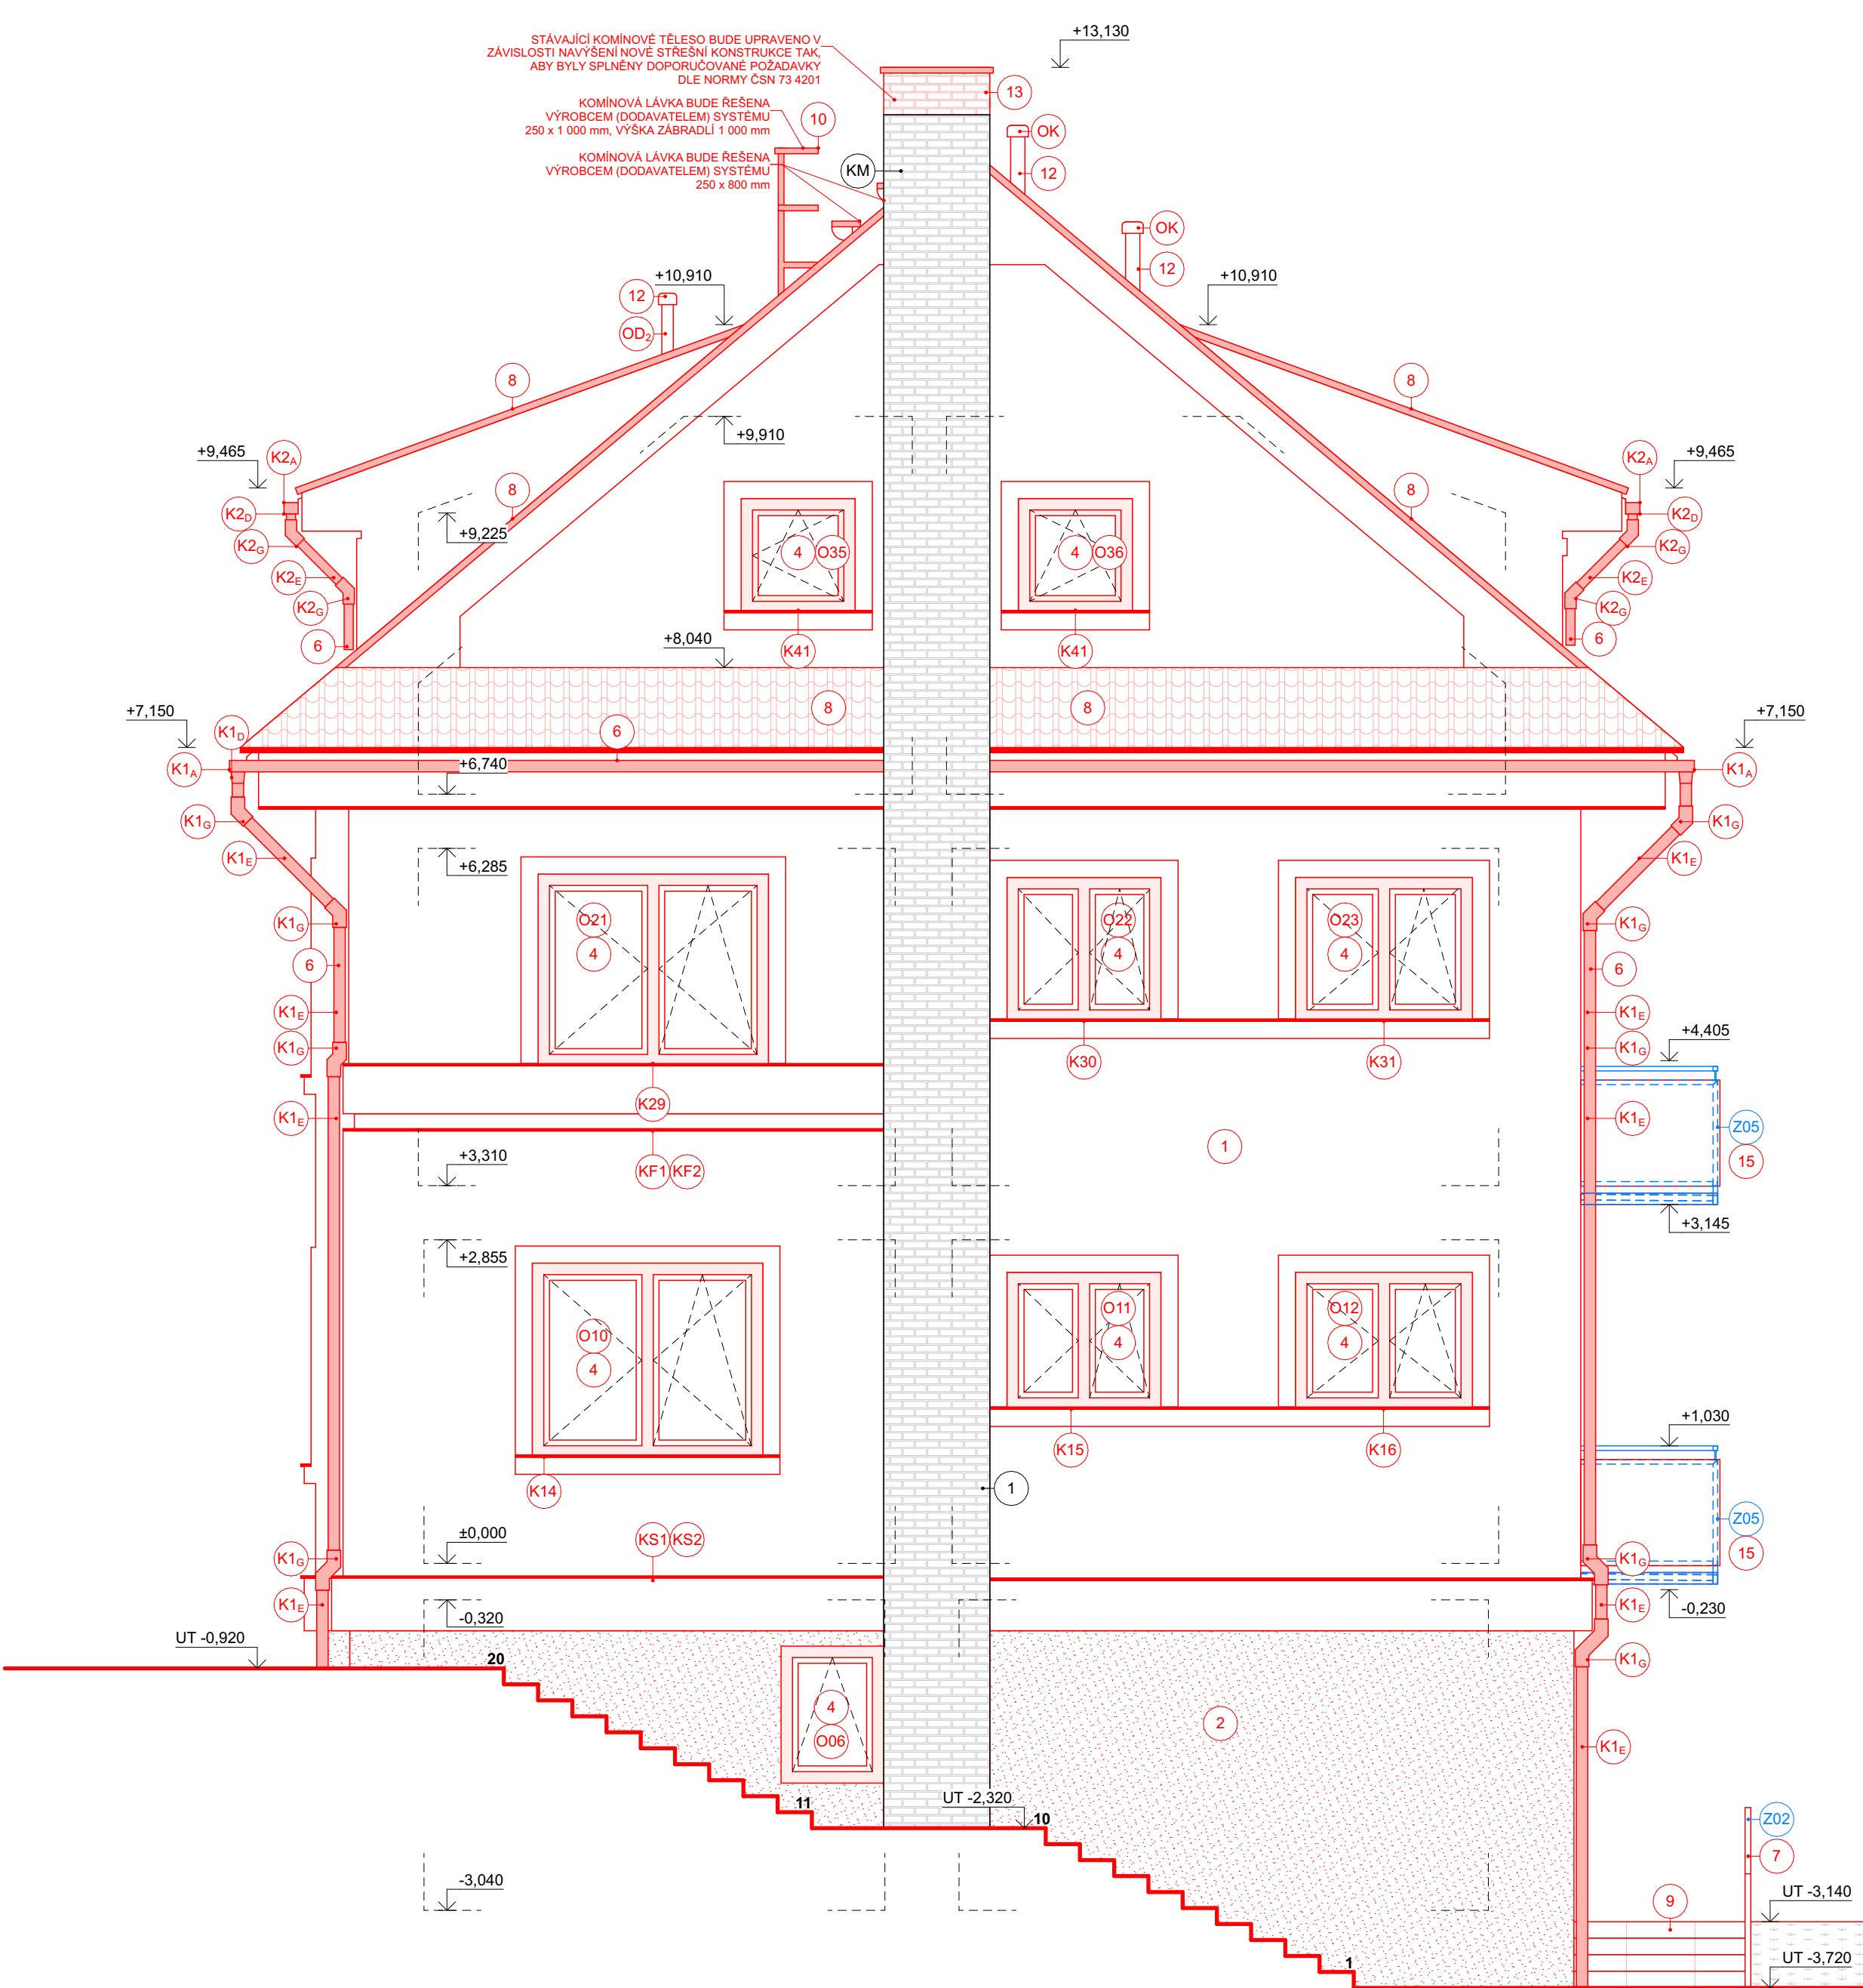 +13,130
STÁVAJÍCÍ KOMÍNOVÉ TĚLESO BUDE UPRAVENO V
ZÁVISLOSTI NAVÝŠENÍ NOVÉ STŘEŠNÍ KONSTRUKCE TAK,
ABY BYLY SPLNĚNY DOPORUČOVANÉ POŽADAVKY
DLE NORMY ČSN 73 4201
13
KOMÍNOVÁ LÁVKA BUDE ŘEŠENA
VÝROBCEM (DODAVATELEM) SYSTÉMU
250 x 1 000 mm, VÝŠKA ZÁBRADLÍ 1 000 mm
10
OK
KOMÍNOVÁ LÁVKA BUDE ŘEŠENA
VÝROBCEM (DODAVATELEM) SYSTÉMU
250 x 800 mm
KM
12
OK
12
+10,910
+10,910
12
OD2
8
8
+9,910
+9,465
K2A
K2A
+9,465
8
8
K2D
K2D
+9,225
K2G
K2G
4 O35
4 O36
K2E
K2E
K2G
K2G
6
6
+8,040
K41
K41
8
8
+7,150
+7,150
K1D
6
+6,740
K1A
K1A
K1G
K1G
+6,285
K1E
K1E
O21
4
O22
4
O23
4
K1G
K1G
6
6
K1E
K1E
K1G
K1G
+4,405
K30
K31
K29
K1E
K1E
Z05
15
1
+3,310
KF1 KF2
+3,145
+2,855
O10
4
O11
4
O12
4
+1,030
K15
K16
K14
1
Z05
15
±0,000
KS1 KS2
K1G
K1G
K1E
K1E
-0,320
-0,230
UT -0,920
20
K1G
4
O06
2
K1E
11
UT -2,320
10
Z02
7
-3,040
9
UT -3,140
1
UT -3,720